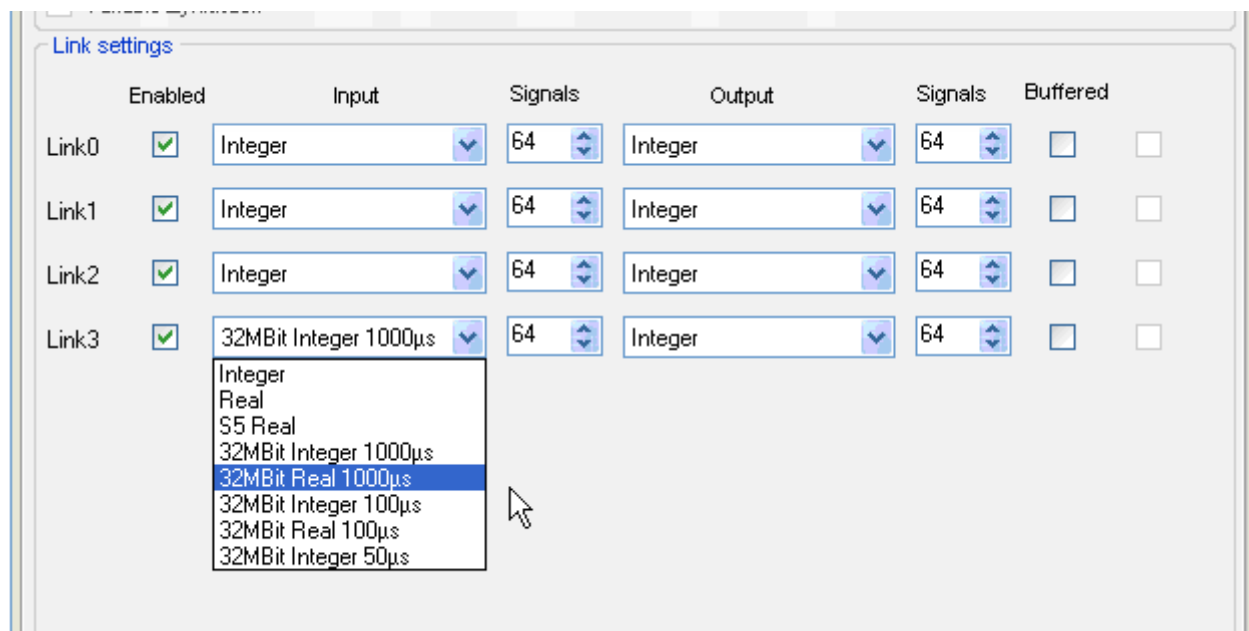 Link settings
Enabled Input Signals Output Signals Buffered
Link0 Integer 64 Integer 64
Link1 Integer 64 Integer 64
Link2 Integer 64 Integer 64
Link3 32MBit Integer 1000µs 64 Integer 64
Integer
Real
S5 Real
32MBit Integer 1000µs
32MBit Real 1000µs
32MBit Integer 100µs
32MBit Real 100µs
32MBit Integer 50µs